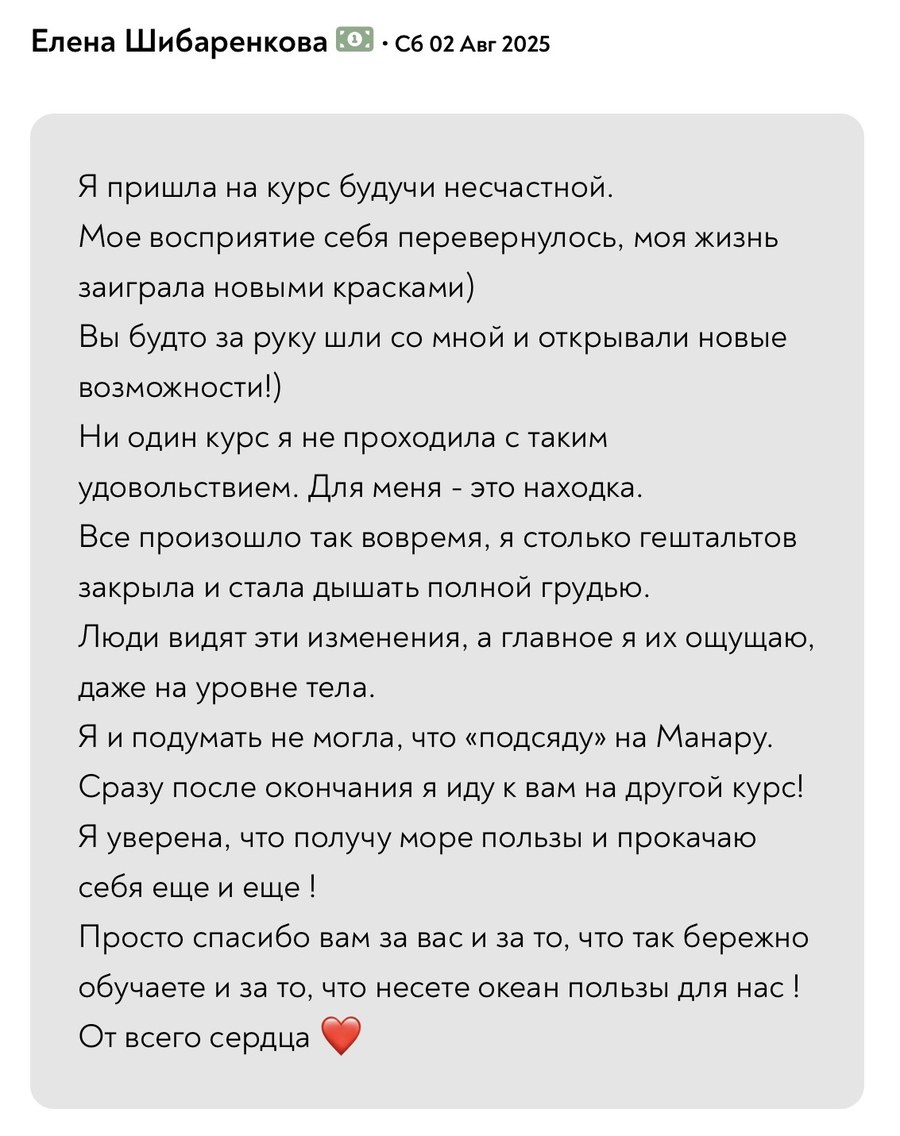 Елена Шибаренкова 💵 • Сб 02 Авг 2025
Я пришла на курс будучи несчастной.
Мое восприятие себя перевернулось, моя жизнь
заиграла новыми красками)
Вы будто за руку шли со мной и открывали новые
возможности!)
Ни один курс я не проходила с таким
удовольствием. Для меня - это находка.
Все произошло так вовремя, я столько гештальтов
закрыла и стала дышать полной грудью.
Люди видят эти изменения, а главное я их ощущаю,
даже на уровне тела.
Я и подумать не могла, что «подсяду» на Манару.
Сразу после окончания я иду к вам на другой курс!
Я уверена, что получу море пользы и прокачаю
себя еще и еще !
Просто спасибо вам за вас и за то, что так бережно
обучаете и за то, что несете океан пользы для нас !
От всего сердца ❤️